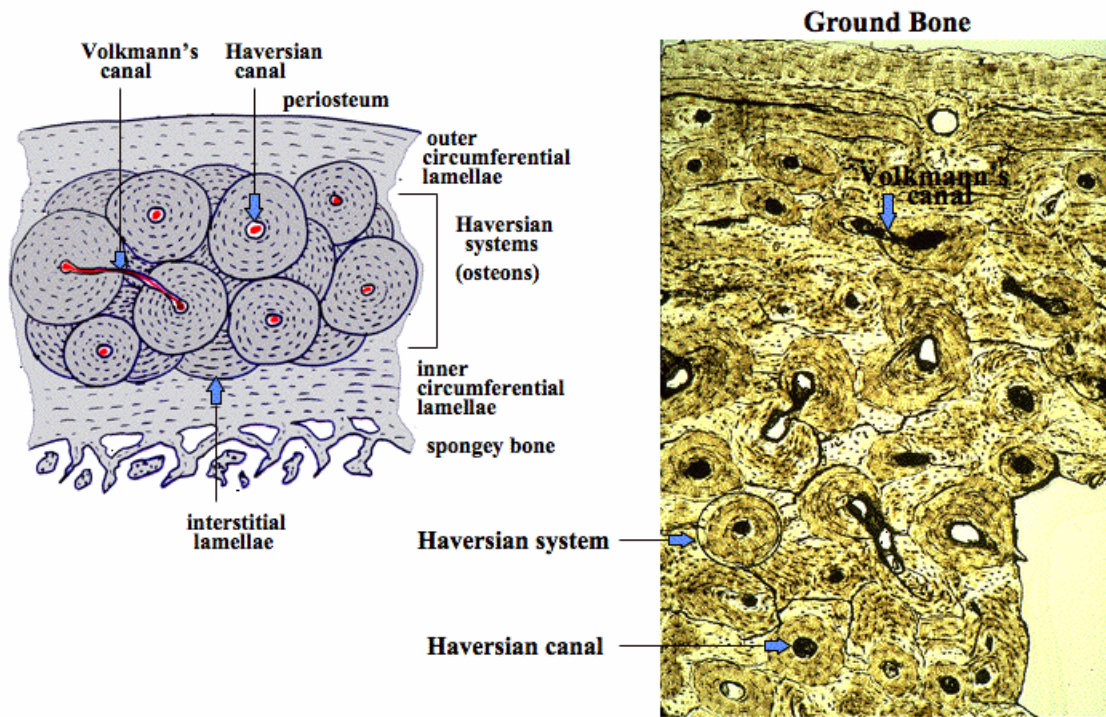 Ground Bone
Volkmann's
canal
Haversian
canal
periosteum
outer
circumferential
lamellae
Haversian
systems
(osteons)
inner
circumferential
lamellae
spongey bone
interstitial
lamellae
Volkmann's
canal
Haversian system
Haversian canal